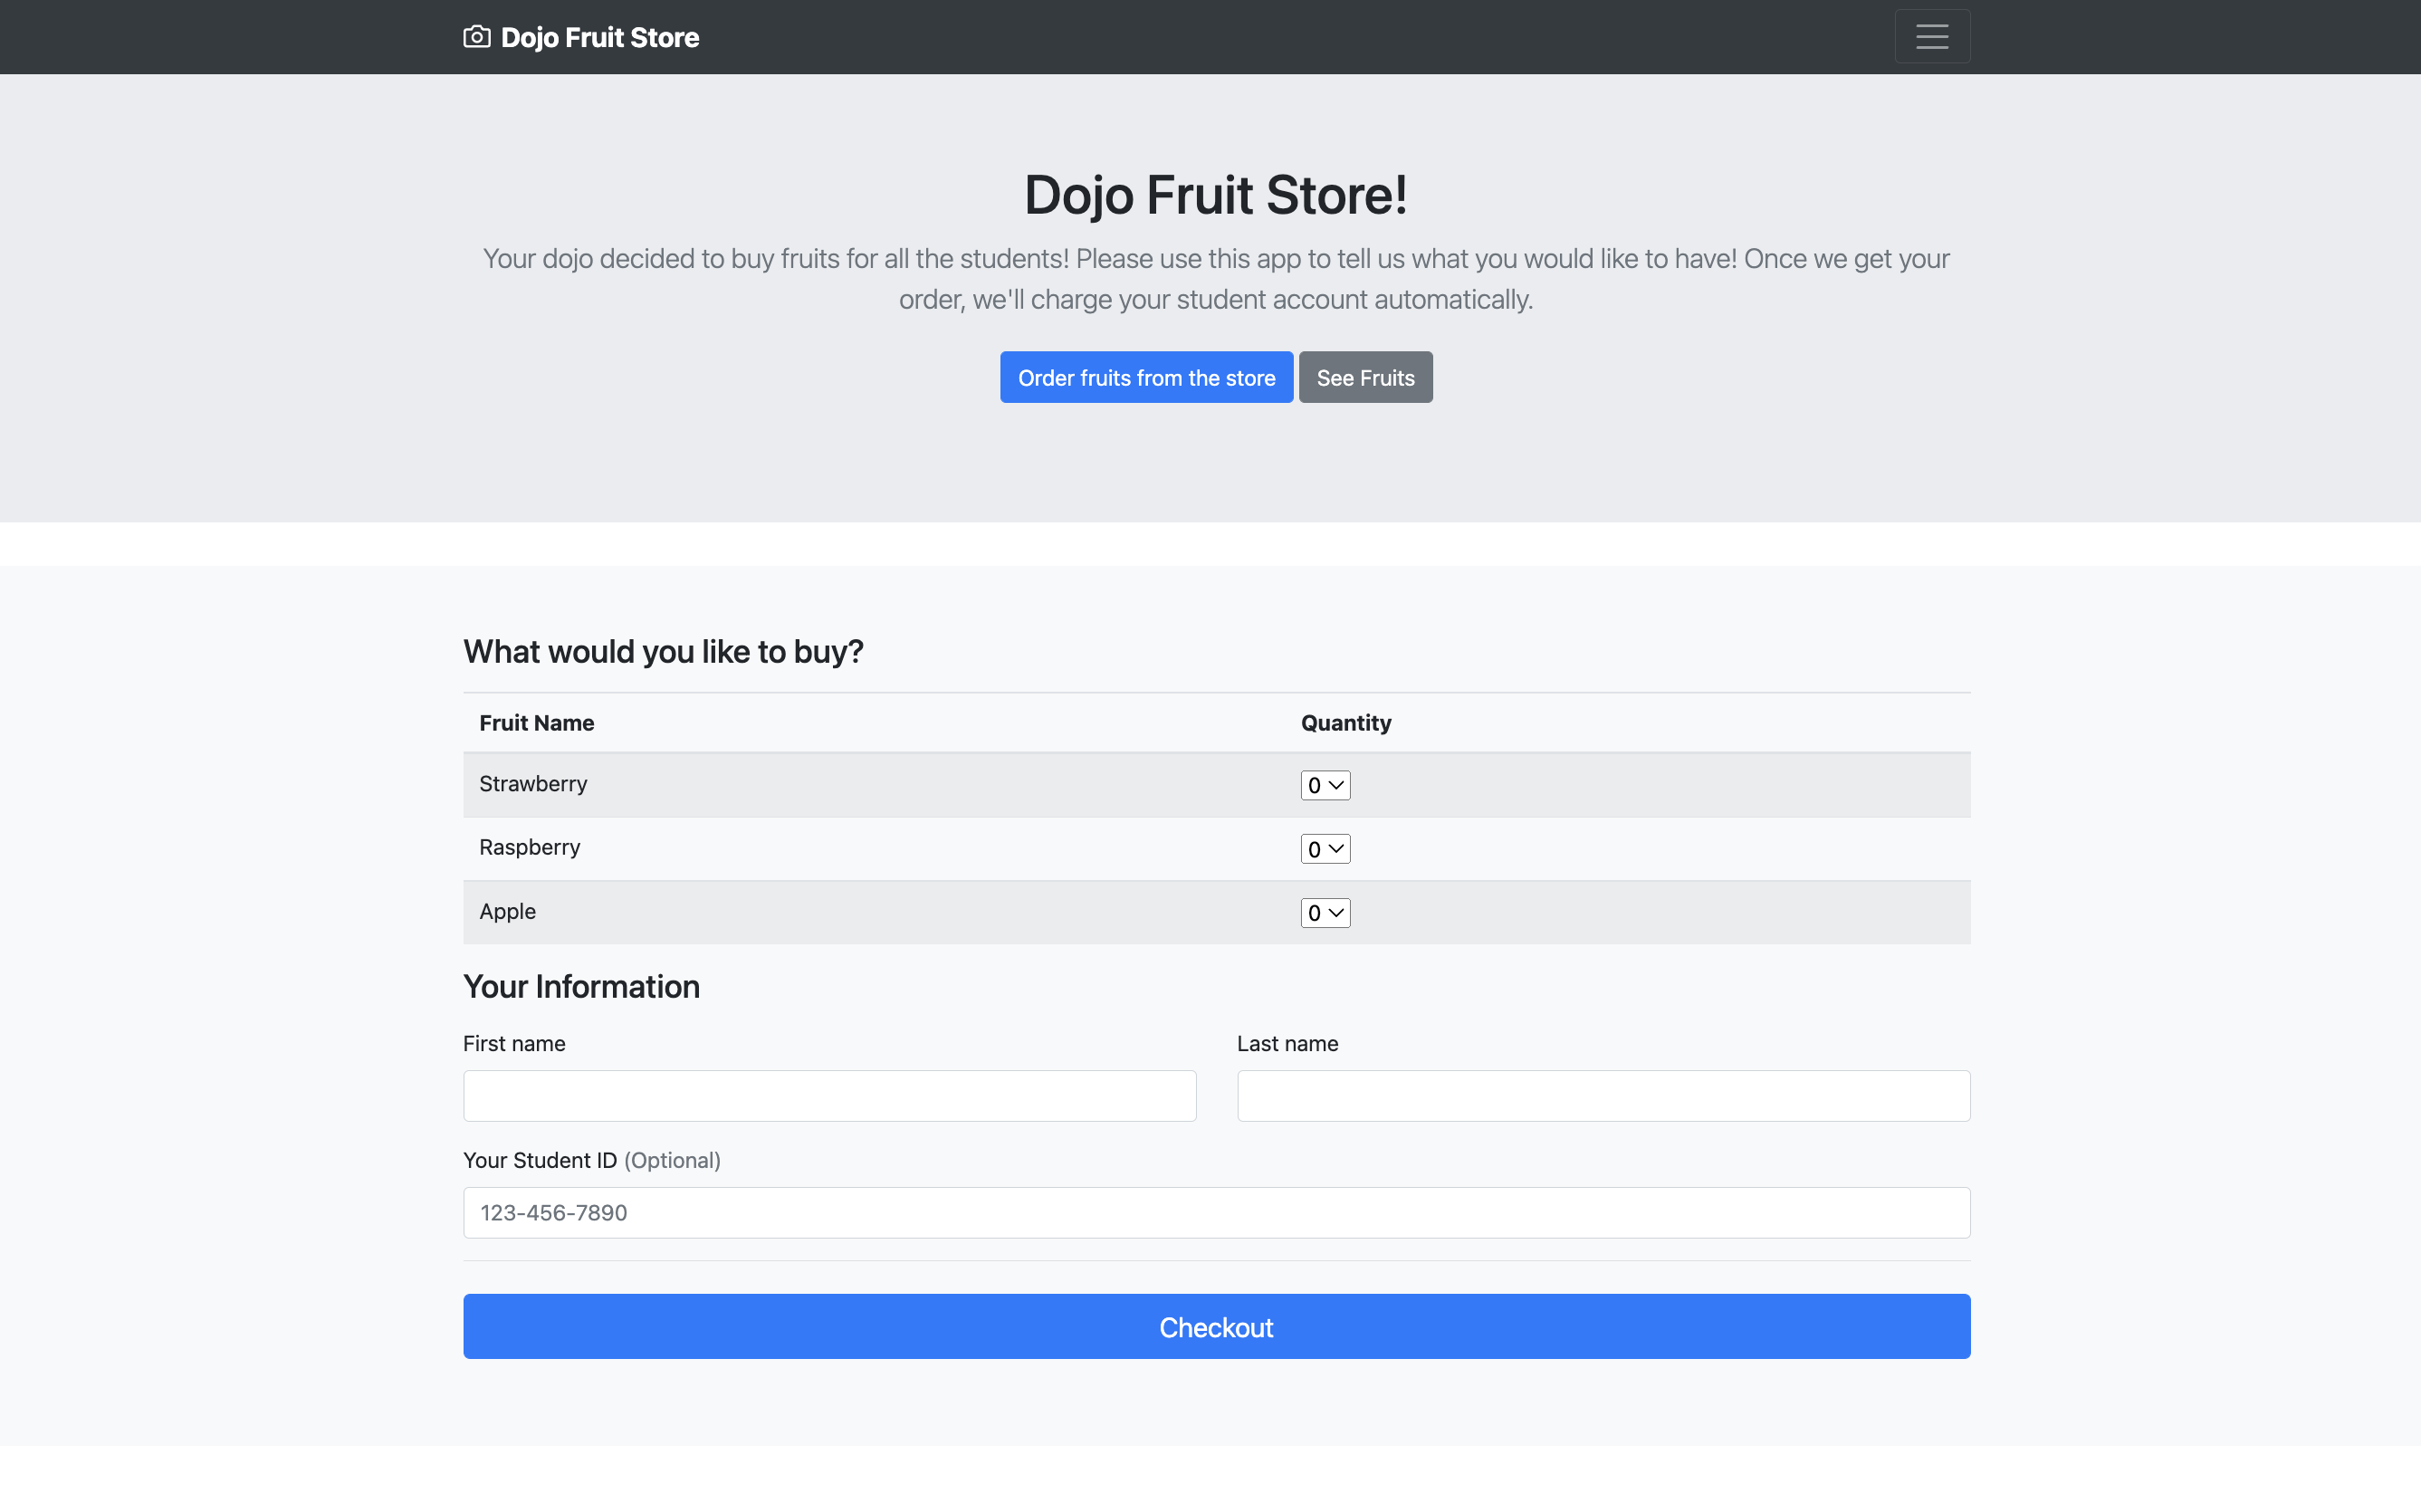 Dojo Fruit Store
Dojo Fruit Store!
Your dojo decided to buy fruits for all the students! Please use this app to tell us what you would like to have! Once we get your
order, we'll charge your student account automatically.
Order fruits from the store See Fruits
What would you like to buy?
Fruit Name Quantity
Strawberry 0
Raspberry 0
Apple 0
Your Information
First name Last name
Your Student ID (Optional)
123-456-7890
Checkout